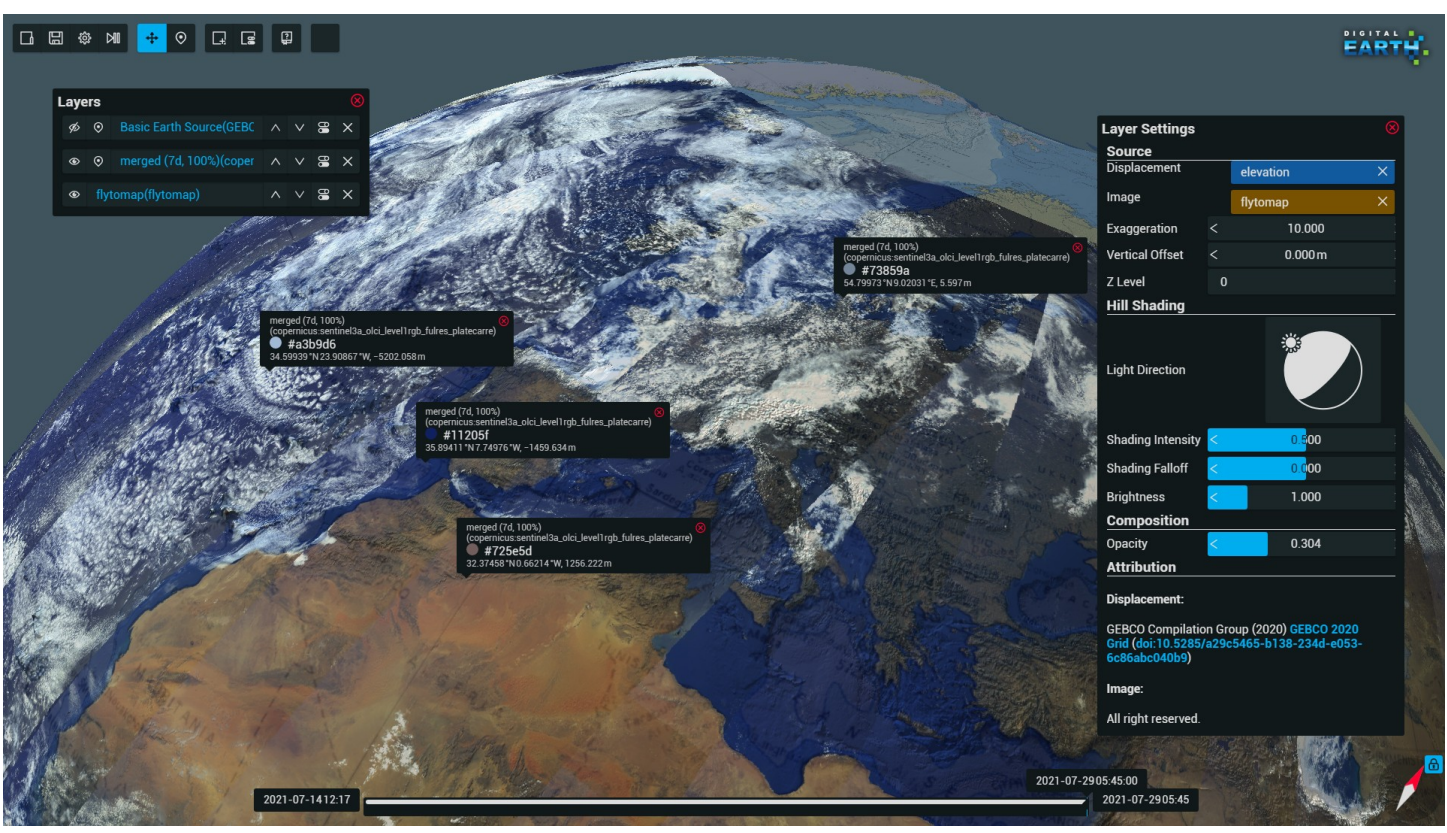 DIGITAL
EARTH
Layers
Basic Earth Source(GEBC
merged (7d, 100%)(coper
flytomap(flytomap)
merged (7d, 100%)
(copernicus:sentinel3a_olci_level1rgb_fulres_platecarre)
#73859a
54.79973 °N 9.02031 °E, 5.597 m
merged (7d, 100%)
(copernicus:sentinel3a_olci_level1rgb_fulres_platecarre)
#a3b9d6
34.59939 °N 23.90867 °W, −5202.058 m
merged (7d, 100%)
(copernicus:sentinel3a_olci_level1rgb_fulres_platecarre)
#11205f
35.89411 °N 7.74976 °W, −1459.634 m
merged (7d, 100%)
(copernicus:sentinel3a_olci_level1rgb_fulres_platecarre)
#725e5d
32.37458 °N 0.66214 °W, 1256.222 m
Layer Settings
Source
Displacement elevation
Image flytomap
Exaggeration < 10.000
Vertical Offset < 0.000 m
Z Level 0
Hill Shading
Light Direction
Shading Intensity <
Shading Falloff <
Brightness < 1.000
Composition
Opacity < 0.304
Attribution
Displacement:
GEBCO Compilation Group (2020) GEBCO 2020
Grid (doi:10.5285/a29c5465-b138-234d-e053-
6c86abc040b9)
Image:
All right reserved.
2021-07-29 05:45:00
2021-07-14 12:17
2021-07-29 05:45